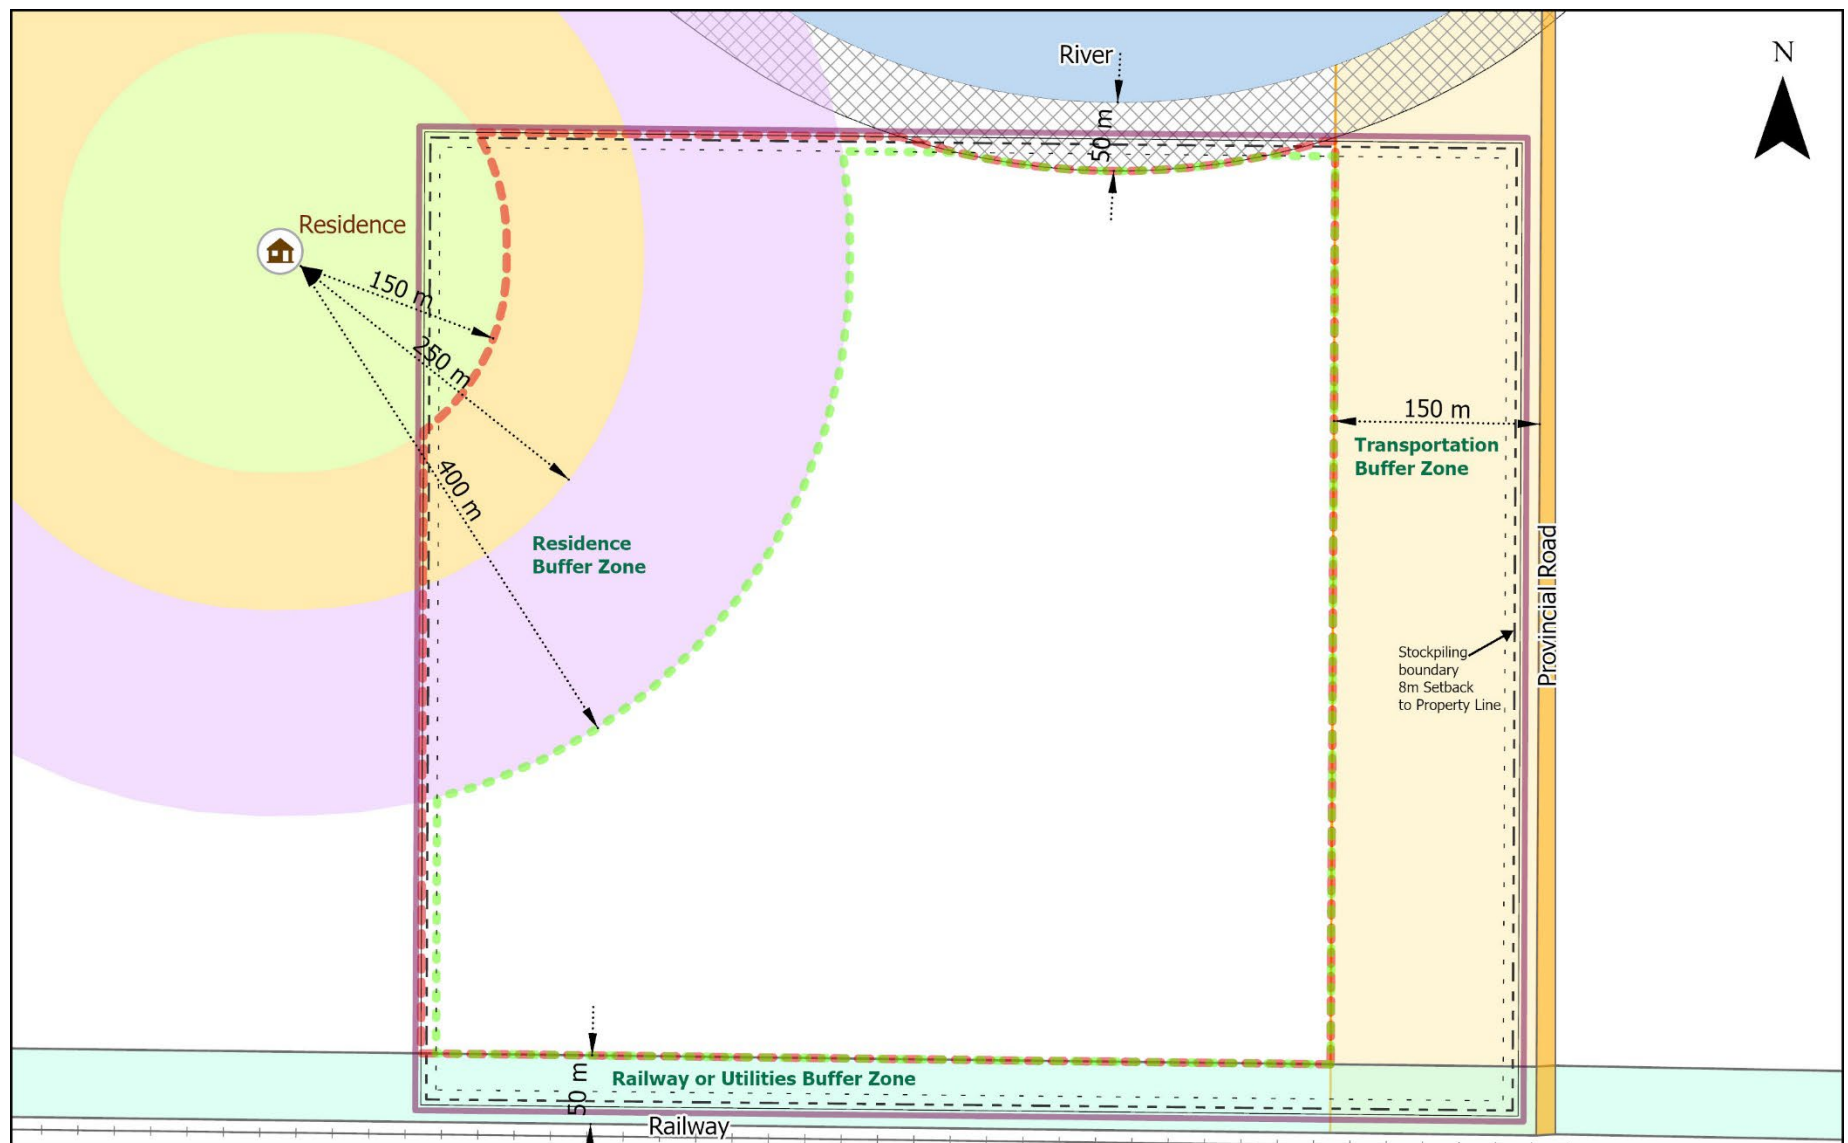 River
N
50 m
Residence
150 m
250 m
150 m
Transportation
Buffer Zone
400 m
Residence
Buffer Zone
Provincial Road
Stockpiling
boundary
8m Setback
to Property Line
50 m
Railway or Utilities Buffer Zone
Railway